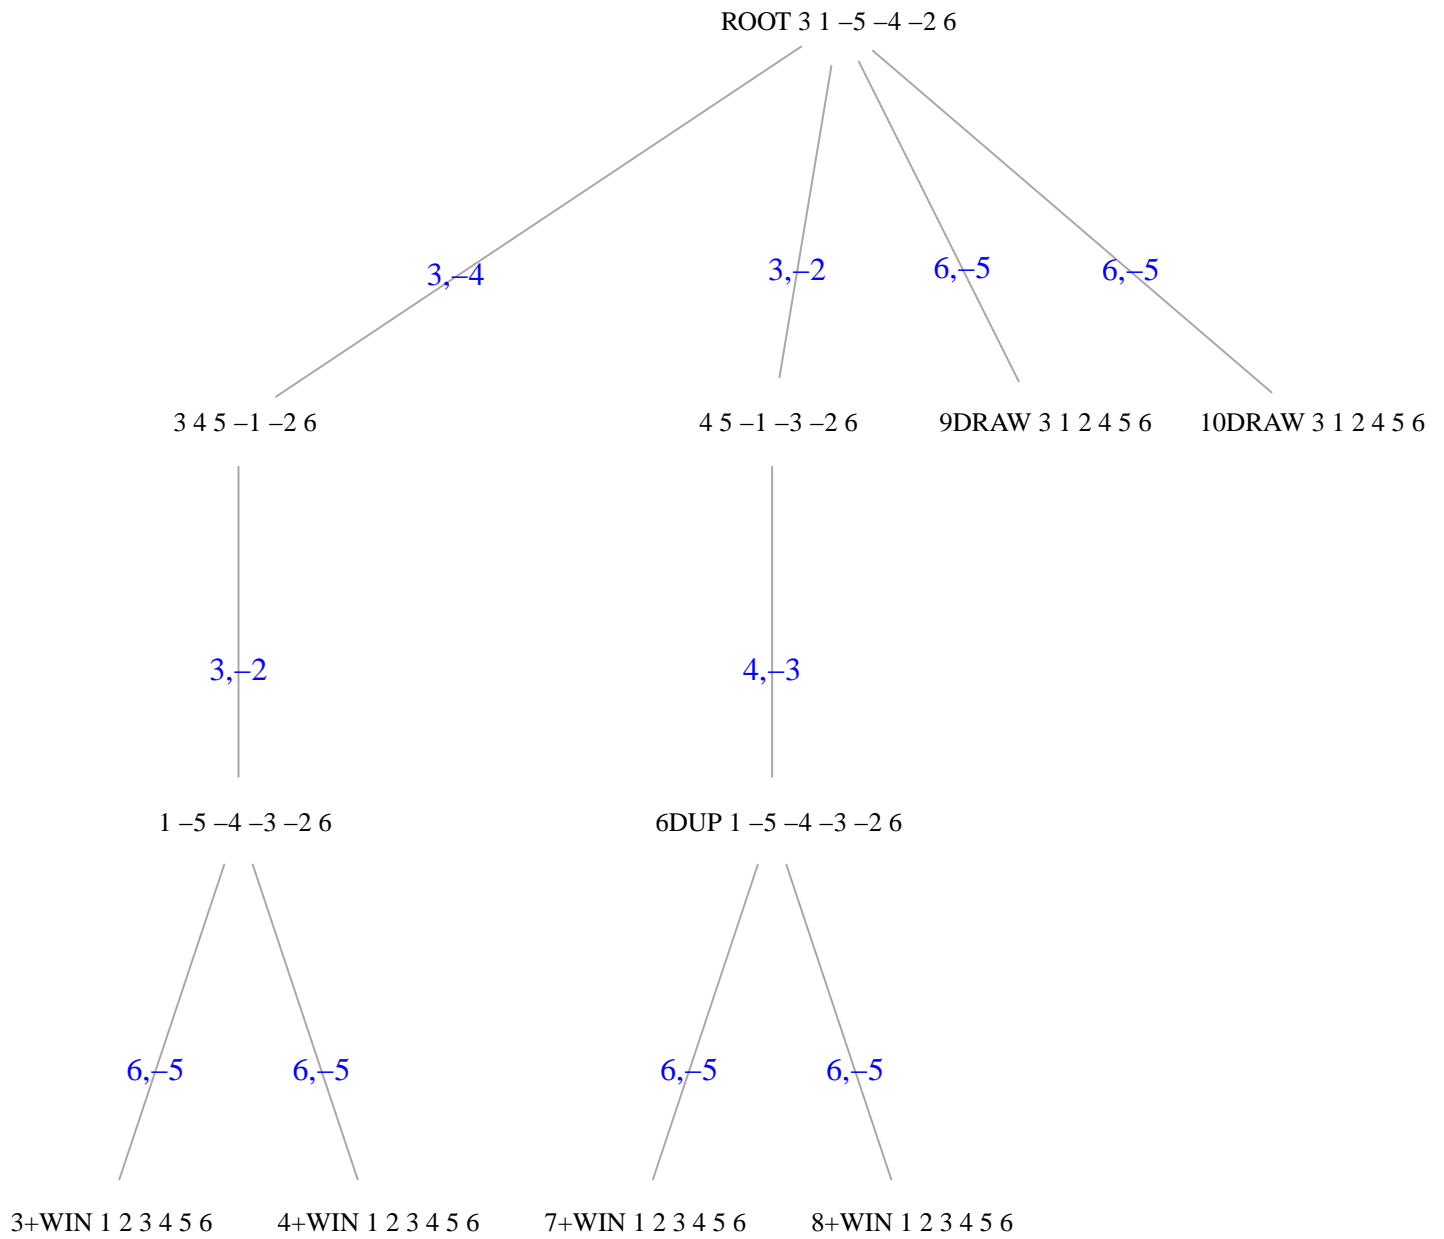 ROOT 3 1 –5 –4 –2 6
3,–4
3,–2
6,–5
6,–5
3 4 5 –1 –2 6
4 5 –1 –3 –2 6
9DRAW 3 1 2 4 5 6
10DRAW 3 1 2 4 5 6
3,–2
4,–3
1 –5 –4 –3 –2 6
6DUP 1 –5 –4 –3 –2 6
6,–5
6,–5
6,–5
6,–5
3+WIN 1 2 3 4 5 6
4+WIN 1 2 3 4 5 6
7+WIN 1 2 3 4 5 6
8+WIN 1 2 3 4 5 6